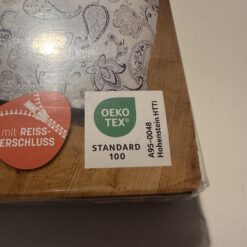 mit REISS-
VERSCHLUSS
OEKO
TEX®
STANDARD
100
A95-0048
Hohenstein HTTI